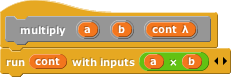 multiply a b cont λ
run cont with inputs a × b